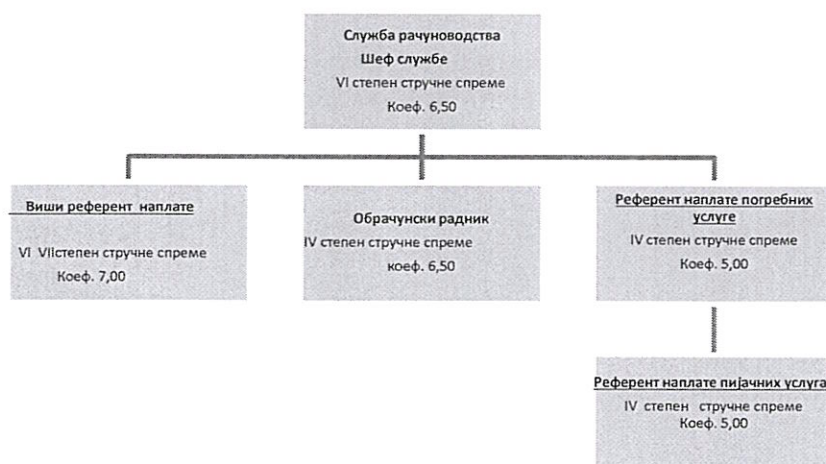 Служба рачуноводства
Шеф службе
VI степен стручне спреме
Коеф. 6,50
Виши референт наплате
VI VIIстепен стручне спреме
Коеф. 7,00
Обрачунски радник
IV степен стручне спреме
коеф. 6,50
Референт наплате погребних
услуге
IV степен стручне спреме
Коеф. 5,00
Референт наплате пијачних услуга
IV степен стручне спреме
Коеф. 5,00